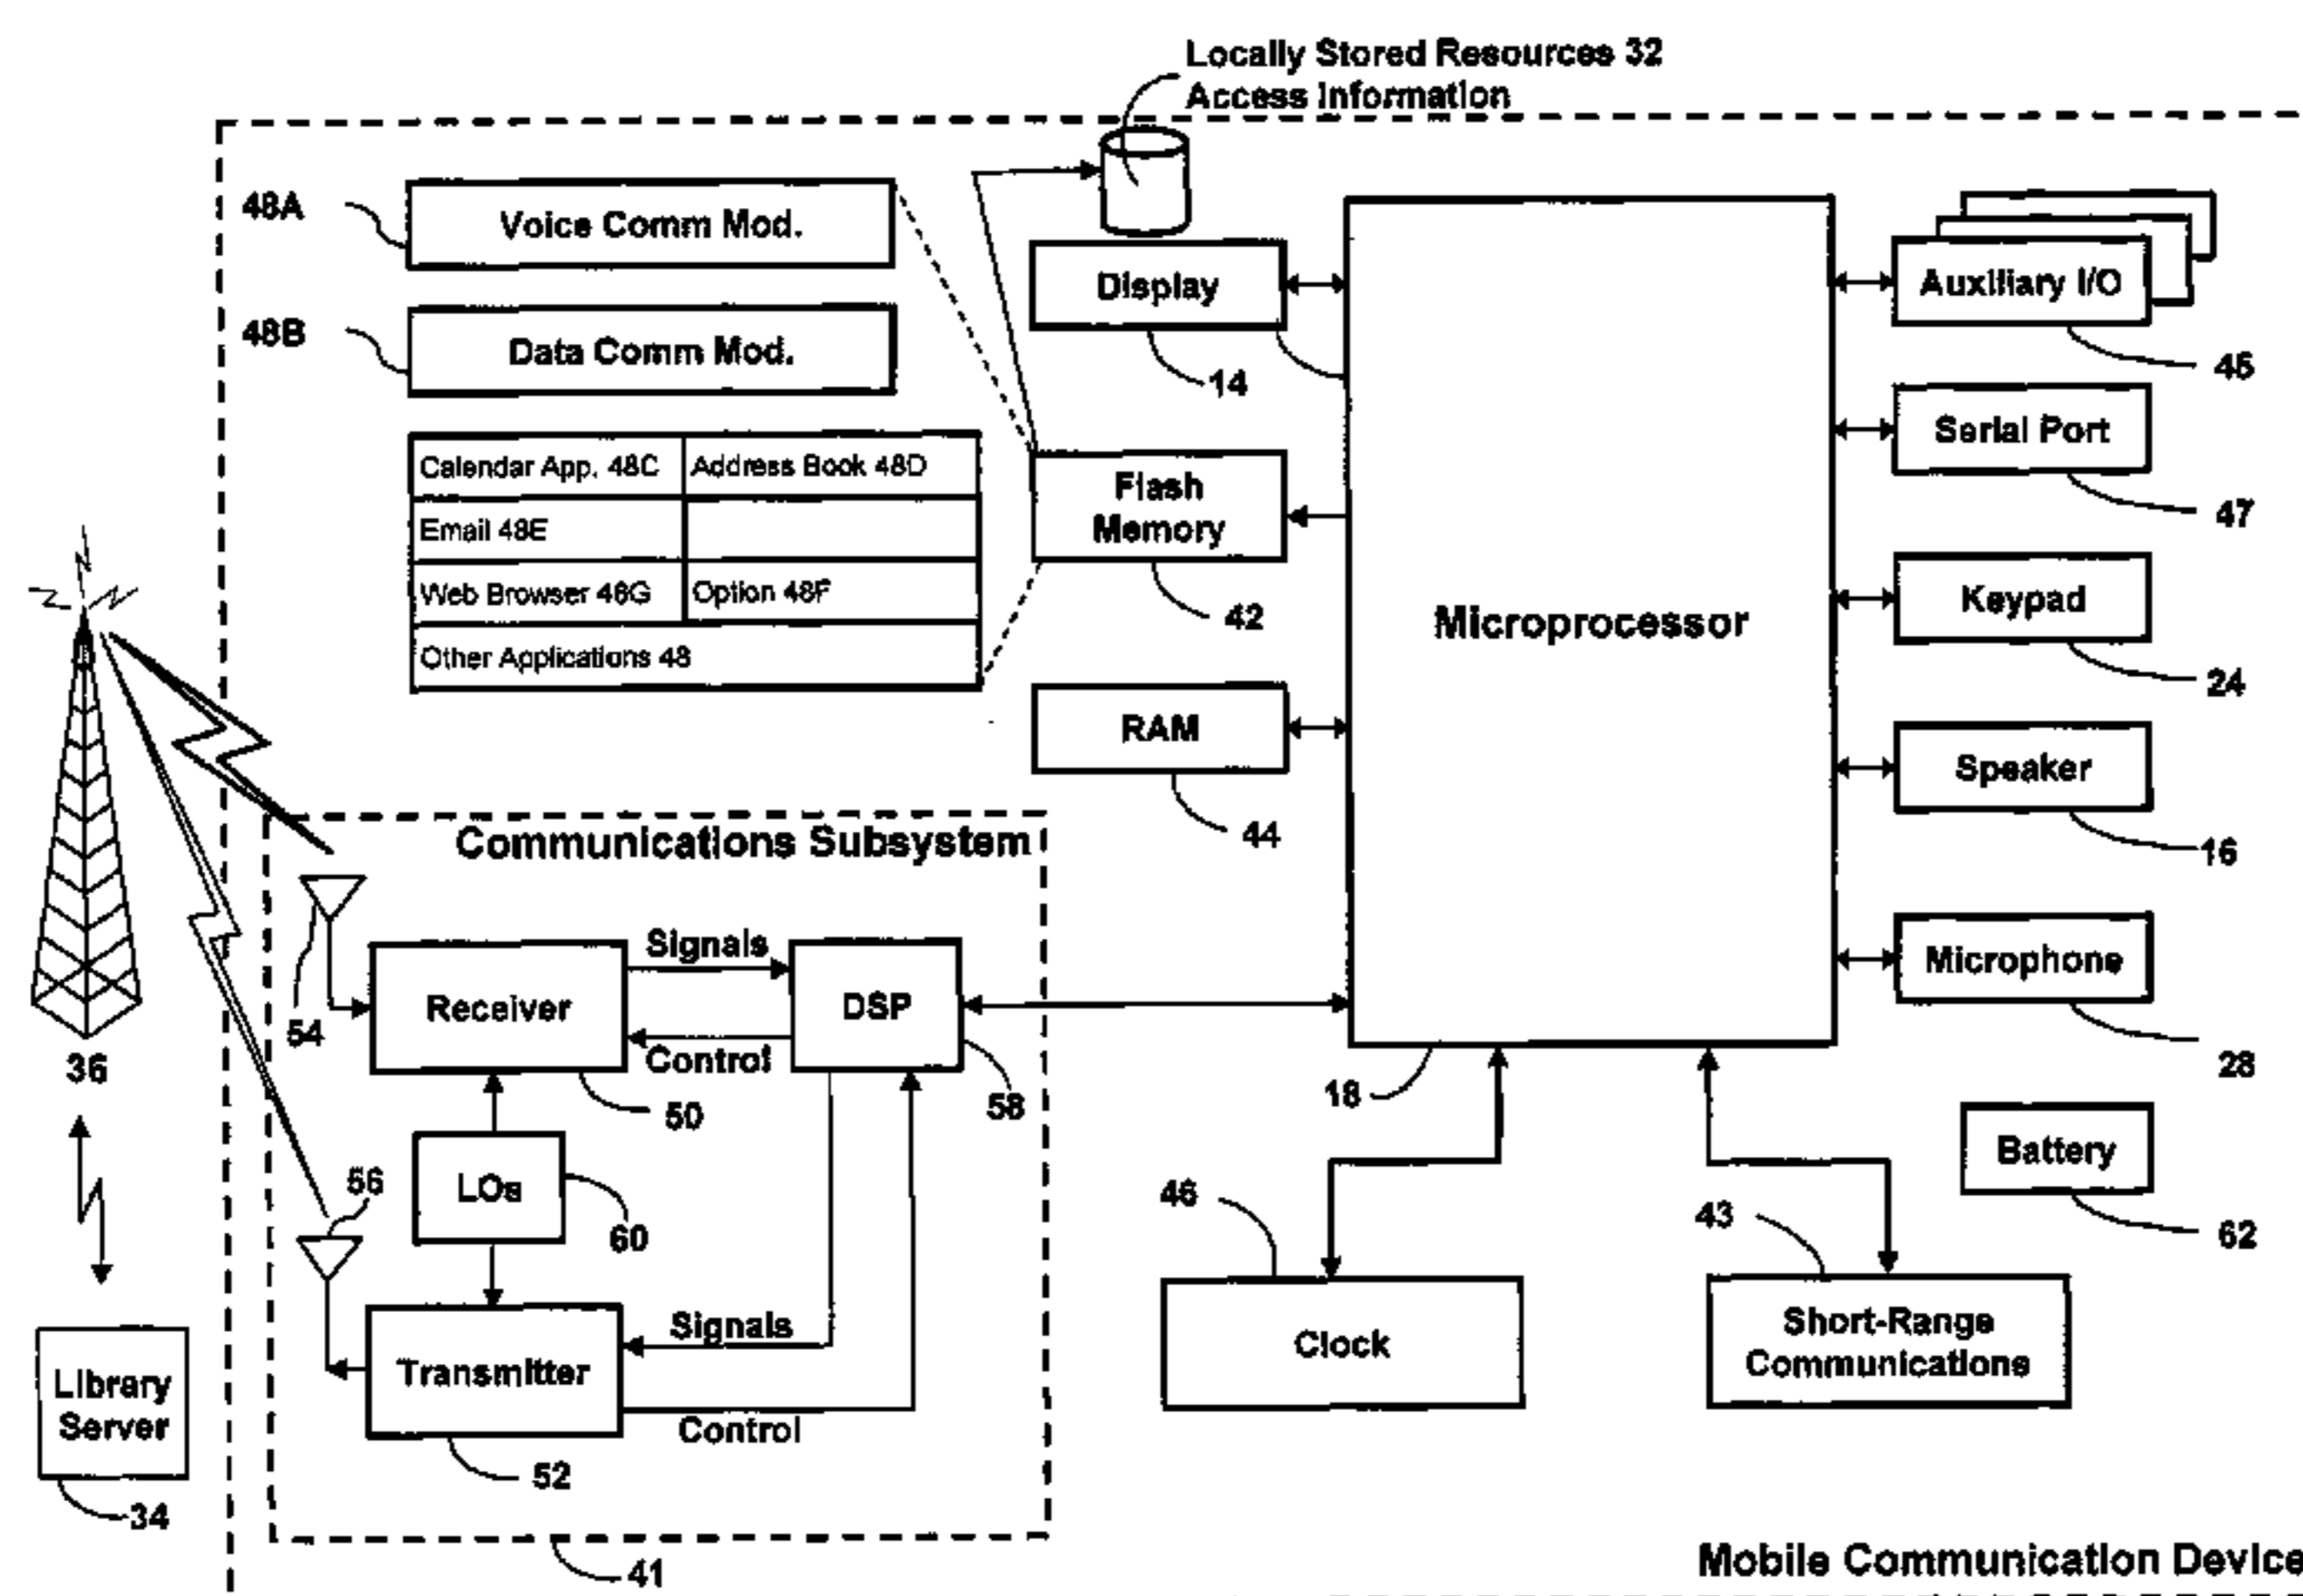 Locally Stored Resources 32
Access Information
48A
Voice Comm Mod.
48B
Data Comm Mod.
Calendar App. 48C
Address Book 48D
Email 48E
Web Browser 48G
Option 48F
Other Applications 48
Display
14
Flash
Memory
42
RAM
44
Microprocessor
18
Auxiliary I/O
45
Serial Port
47
Keypad
24
Speaker
16
Microphone
28
Battery
62
36
Library
Server
34
Communications Subsystem
54
Receiver
50
Signals
Control
DSP
58
LOs
60
56
Transmitter
52
Signals
Control
41
46
Clock
43
Short-Range
Communications
Mobile Communication Device